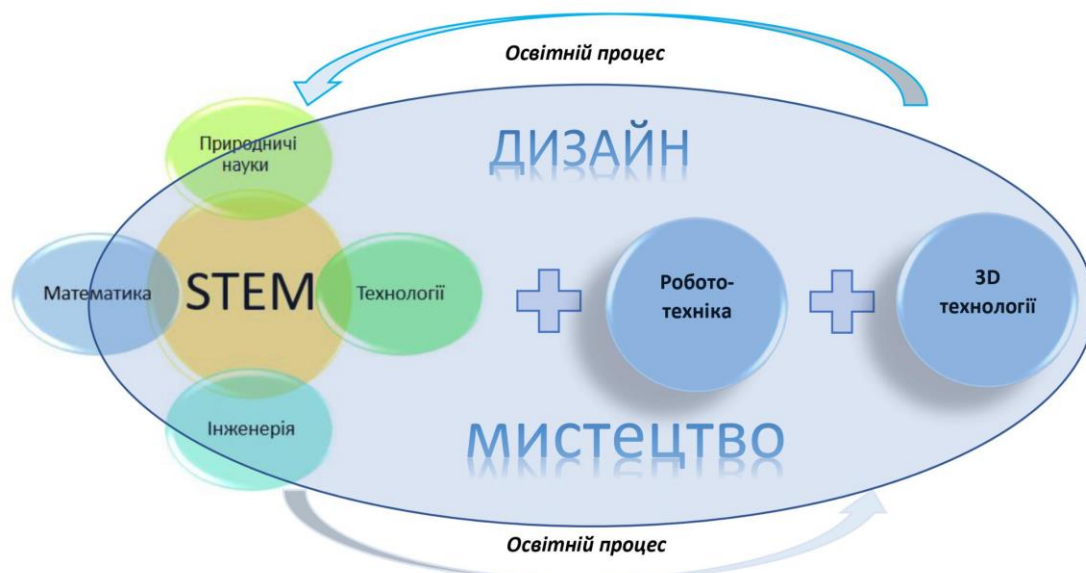 Освітній процес
ДИЗАЙН
Природничі
науки
Математика
STEM
Технології
Робото-
техніка
3D
технології
Інженерія
мистецтво
Освітній процес